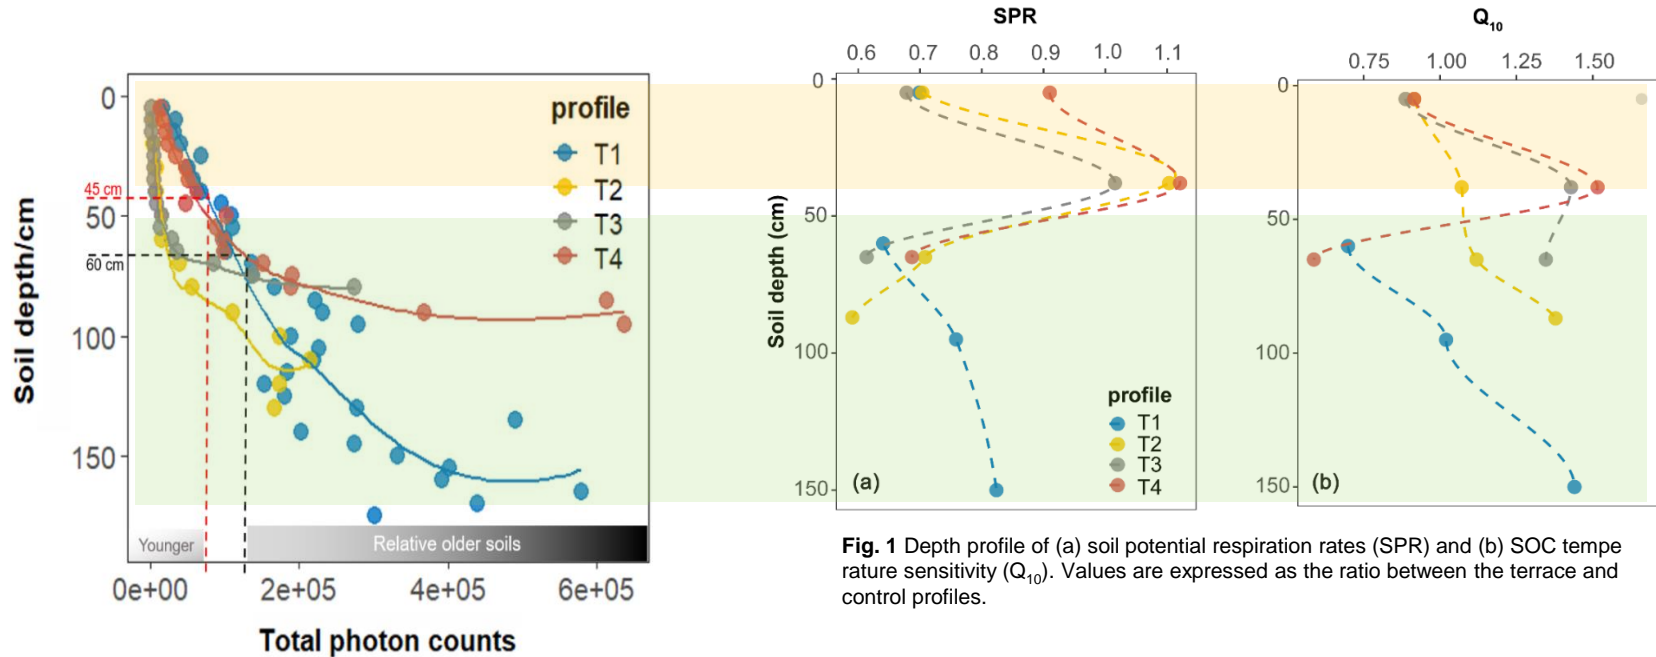 profile
T1
T2
T3
T4
0
45 cm
50
60 cm
100
150
Soil depth/cm
Younger
Relative older soils
0e+00
2e+05
4e+05
6e+05
Total photon counts
SPR
0.6
0.7
0.8
0.9
1.0
1.1
0
50
100
150
Soil depth (cm)
profile
T1
T2
T3
T4
(a)
Q10
0.75
1.00
1.25
1.50
0
50
100
150
(b)
Fig. 1 Depth profile of (a) soil potential respiration rates (SPR) and (b) SOC tempe
rature sensitivity (Q10). Values are expressed as the ratio between the terrace and
control profiles.